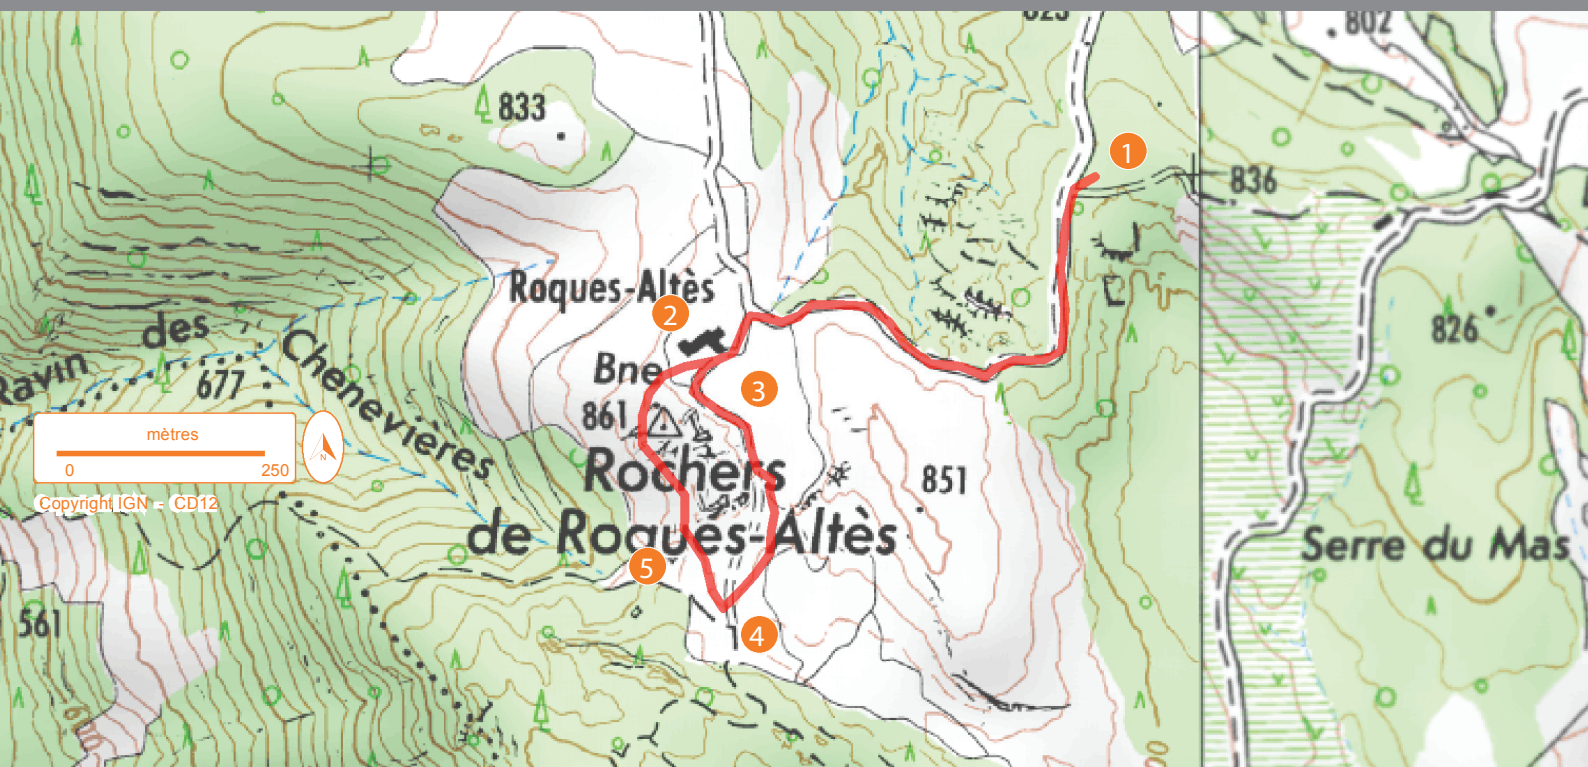 802
833
1
836
Roques-Altès
2
826
Ravin des Chenevières
677
Bne
3
861
mètres
0 250
N
Copyright IGN - CD12
Rochers
de Roques-Altès
851
Serre du Mas
5
561
4